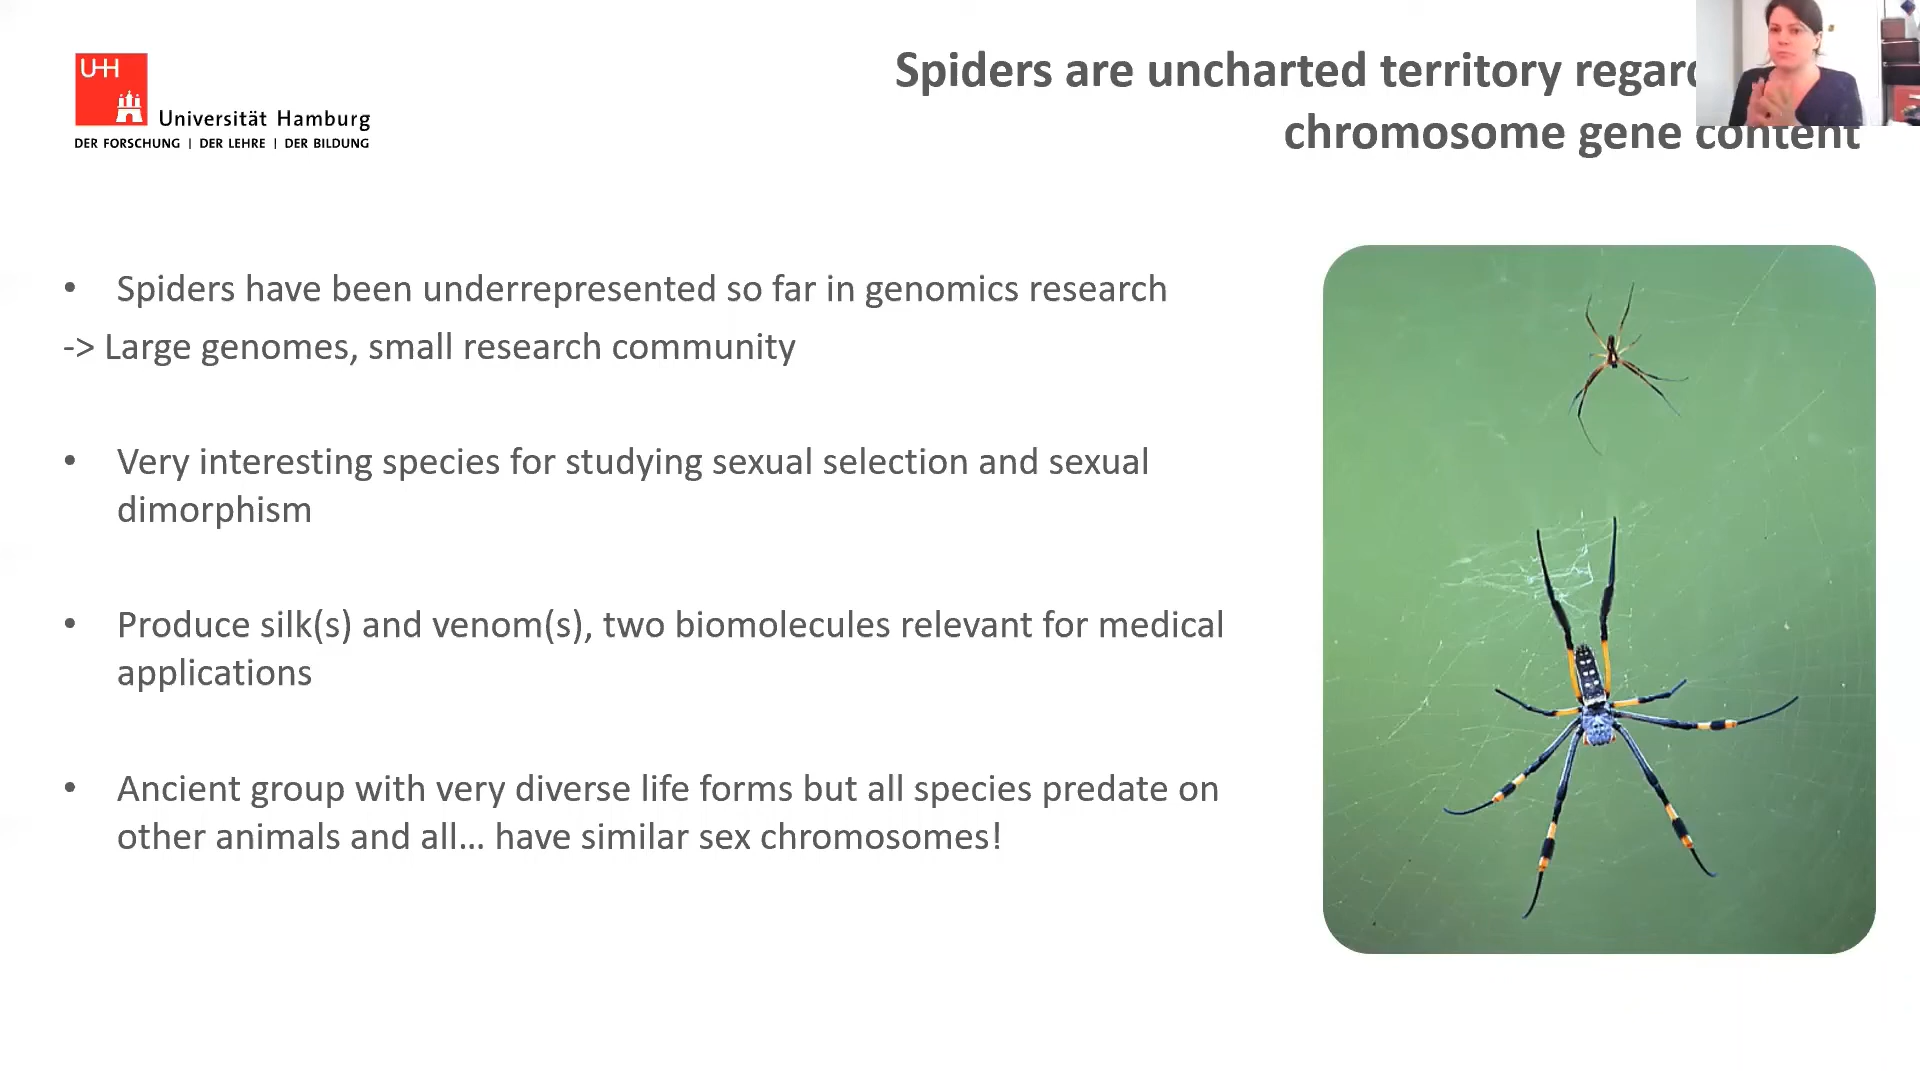 UHH
Universität Hamburg
DER FORSCHUNG | DER LEHRE | DER BILDUNG
Spiders are uncharted territory
chromosome gene content
• Spiders have been underrepresented so far in genomics research
-> Large genomes, small research community
• Very interesting species for studying sexual selection and sexual
dimorphism
• Produce silk(s) and venom(s), two biomolecules relevant for medical
applications
• Ancient group with very diverse life forms but all species predate on
other animals and all... have similar sex chromosomes!